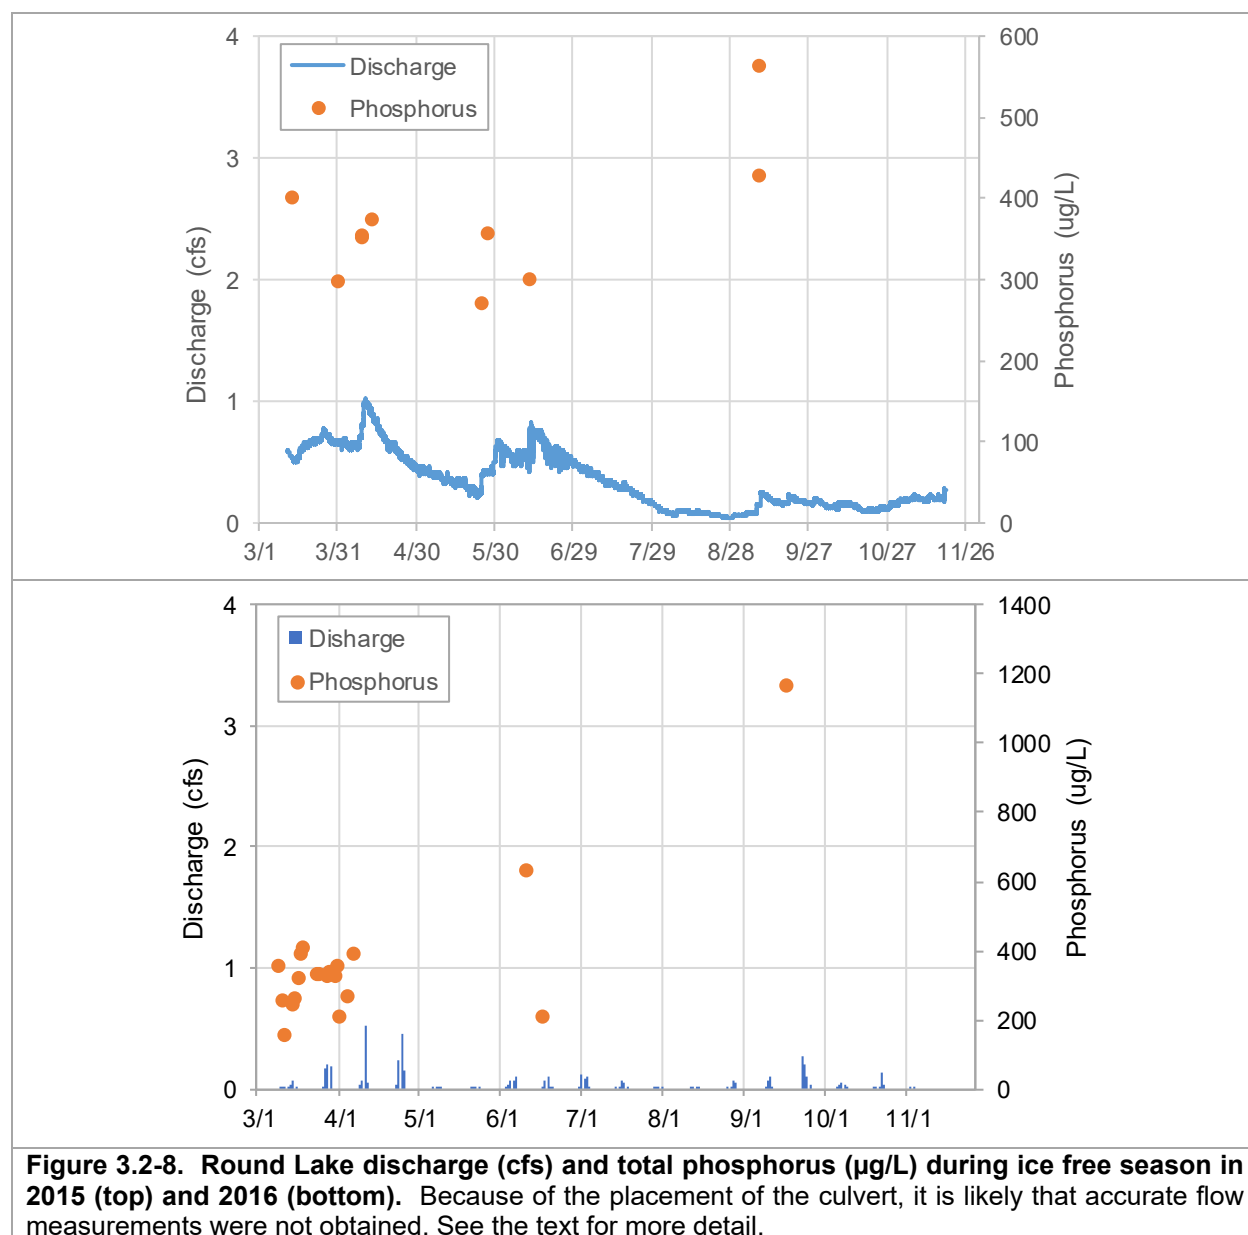 4
3
2
1
0
Discharge (cfs)
Discharge
Phosphorus
600
500
400
300
200
100
0
Phosphorus (ug/L)
3/1 3/31 4/30 5/30 6/29 7/29 8/28 9/27 10/27 11/26
4
3
2
1
0
Discharge (cfs)
Disharge
Phosphorus
1400
1200
1000
800
600
400
200
0
Phosphorus (ug/L)
3/1 4/1 5/1 6/1 7/1 8/1 9/1 10/1 11/1
Figure 3.2-8. Round Lake discharge (cfs) and total phosphorus (µg/L) during ice free season in
2015 (top) and 2016 (bottom). Because of the placement of the culvert, it is likely that accurate flow
measurements were not obtained. See the text for more detail.